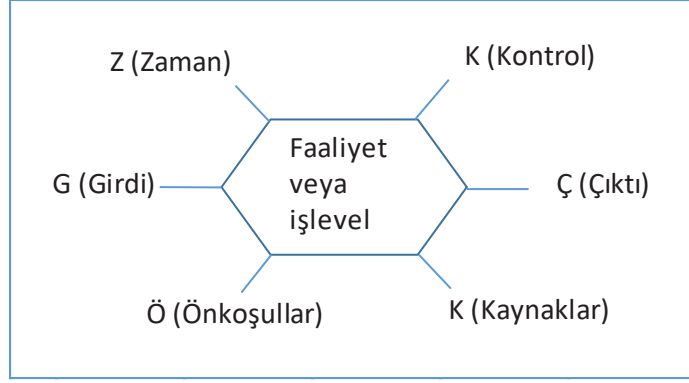 Z (Zaman)
K (Kontrol)
Faaliyet
veya
işlevel
G (Girdi)
Ç (Çıktı)
Ö (Önkoşullar)
K (Kaynaklar)